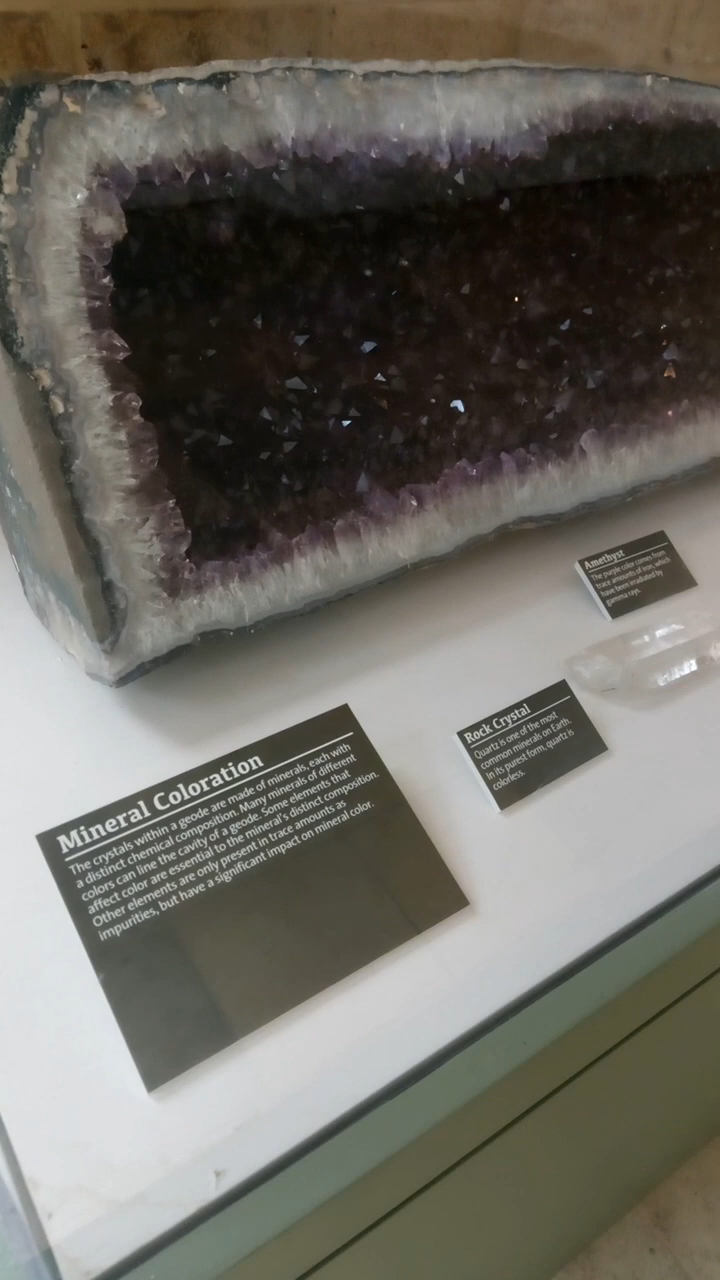 Amethyst
The purple color comes from
trace amounts of iron, which
have been irradiated by
gamma rays.
Rock Crystal
Quartz is one of the most
common minerals on Earth.
In its purest form, quartz is
colorless.
Mineral Coloration
The crystals within a geode are made of minerals, each with
a distinct chemical composition. Many minerals of different
colors can line the cavity of a geode. Some elements that
affect color are essential to the mineral's distinct composition.
Other elements are only present in trace amounts as
impurities, but have a significant impact on mineral color.